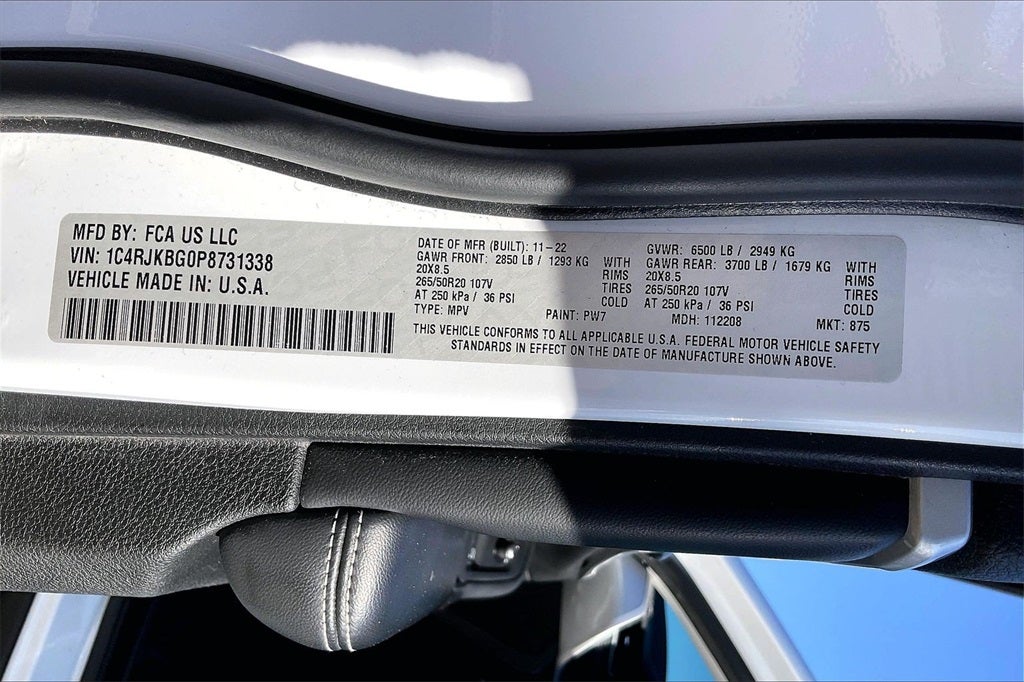 MFD BY: FCA US LLC
VIN: 1C4RJKBG0P8731338
VEHICLE MADE IN: U.S.A.
DATE OF MFR (BUILT): 11-22
GAWR FRONT: 2850 LB / 1293 KG WITH
20X8.5 RIMS
265/50R20 107V TIRES
AT 250 kPa / 36 PSI COLD
TYPE: MPV PAINT: PW7
GVWR: 6500 LB / 2949 KG
GAWR REAR: 3700 LB / 1679 KG WITH
20X8.5 RIMS
265/50R20 107V TIRES
AT 250 kPa / 36 PSI COLD
MDH: 112208 MKT: 875
THIS VEHICLE CONFORMS TO ALL APPLICABLE U.S.A. FEDERAL MOTOR VEHICLE SAFETY
STANDARDS IN EFFECT ON THE DATE OF MANUFACTURE SHOWN ABOVE.